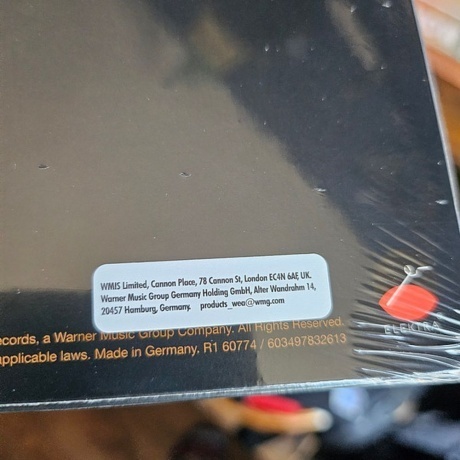 WMIS Limited, Cannon Place, 78 Cannon St, London EC4N 6AF, UK.
Warner Music Group Germany Holding GmbH, Alter Wandrahm 14,
20457 Hamburg, Germany. products_wea@wmg.com
ecords, a Warner Music Group Company. All Rights Reserved.
applicable laws. Made in Germany. R1 60774 / 603497832613
ELEKTRA